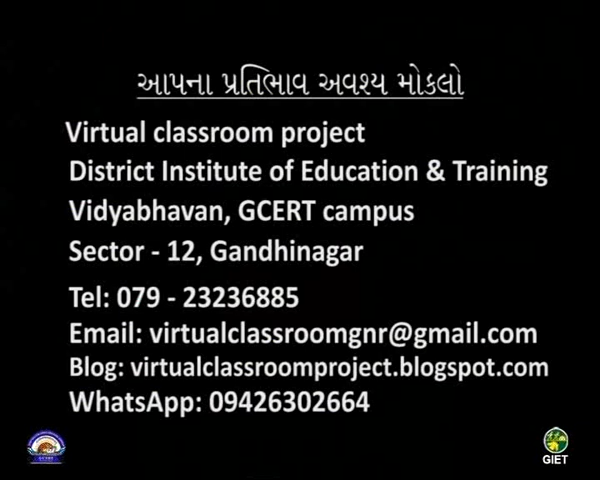 આપના પ્રતિભાવ અવશ્ય મોકલો
Virtual classroom project
District Institute of Education & Training
Vidyabhavan, GCERT campus
Sector - 12, Gandhinagar
Tel: 079 - 23236885
Email: virtualclassroomgnr@gmail.com
Blog: virtualclassroomproject.blogspot.com
WhatsApp: 09426302664
GIET